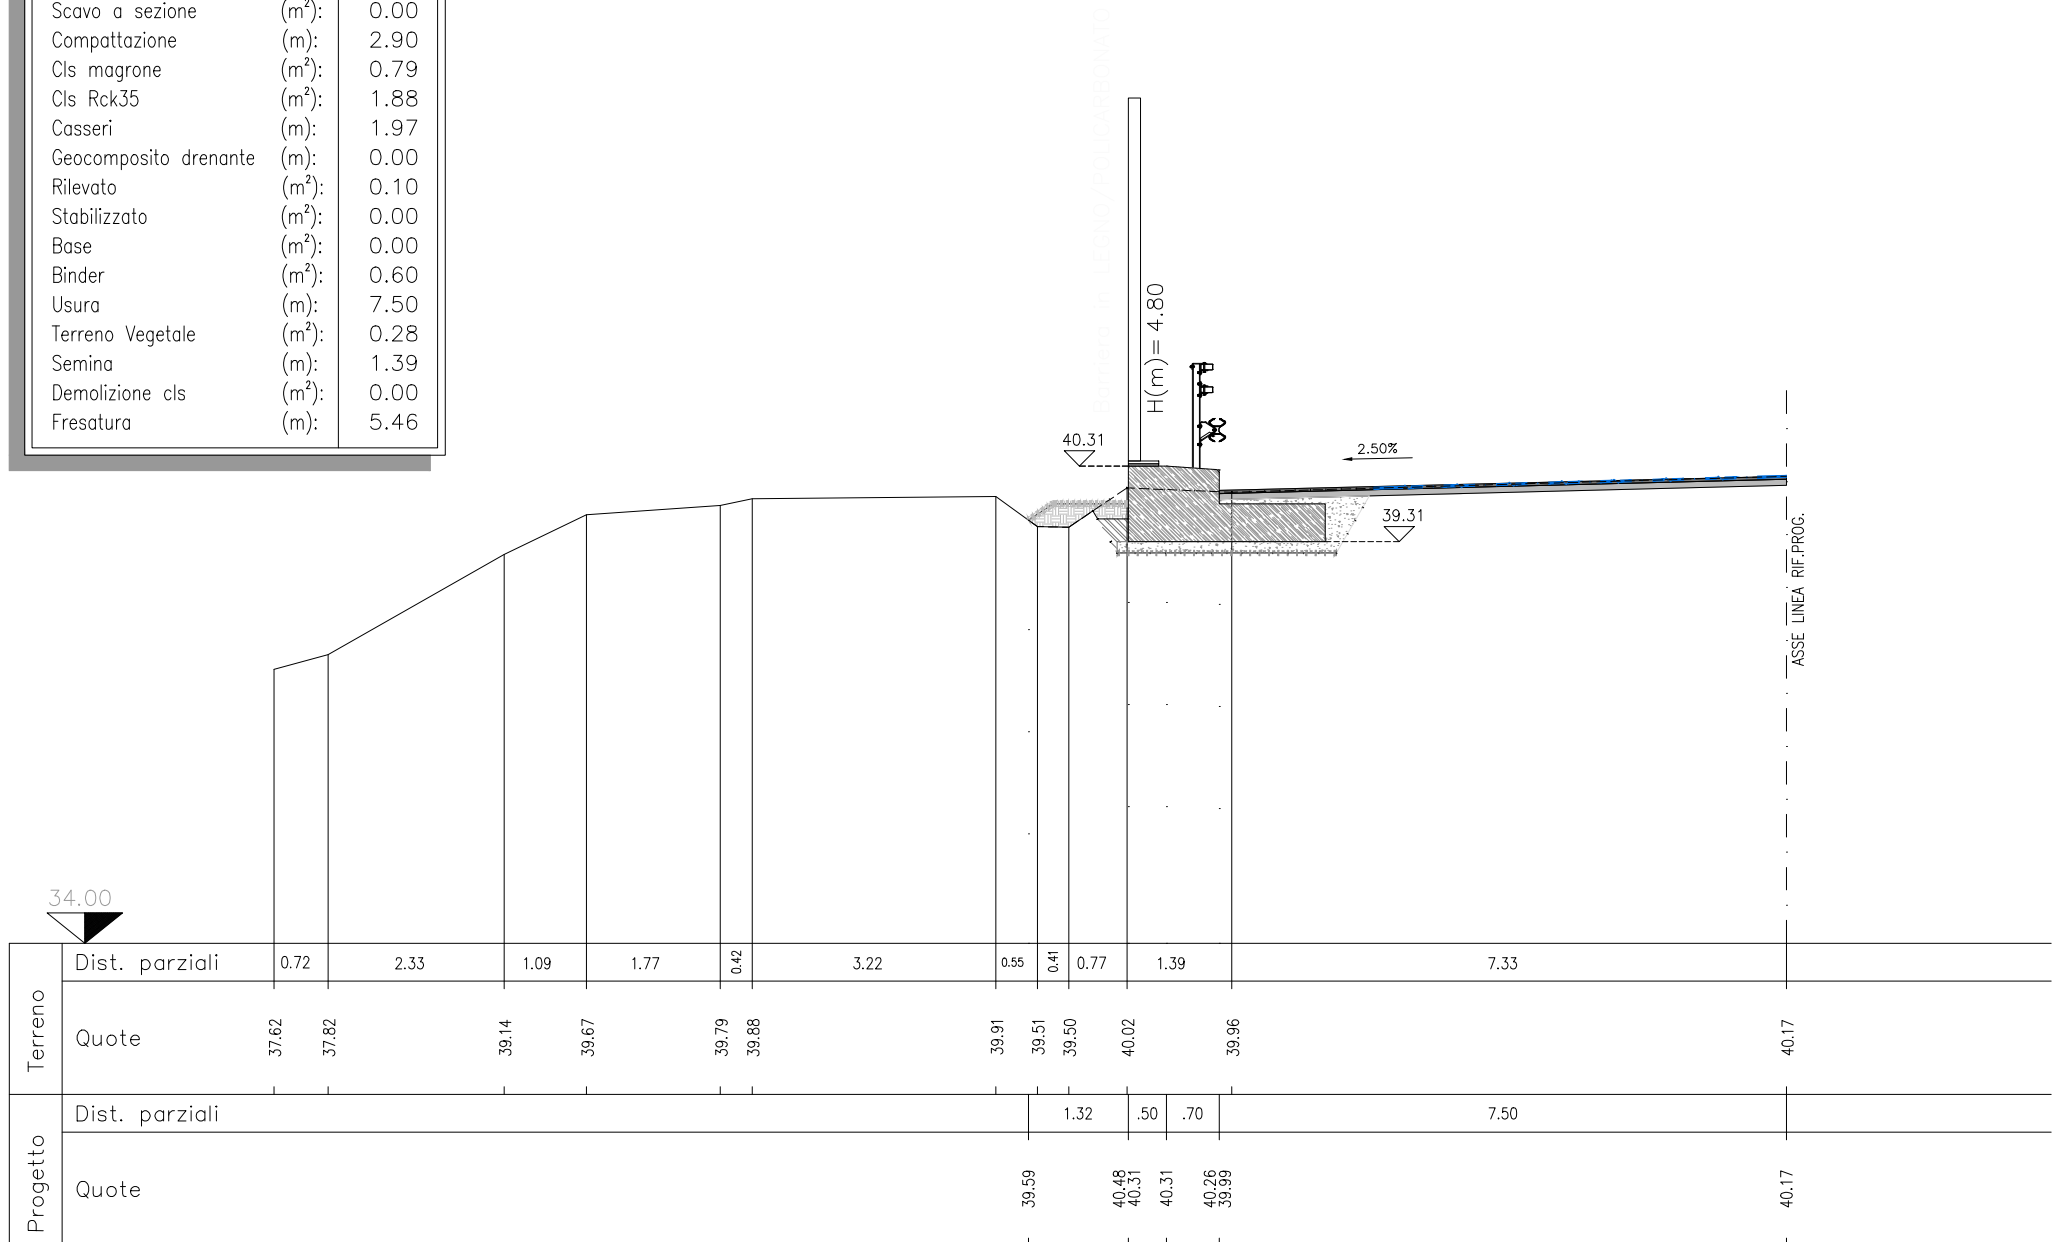 Scavo a sezione (m²): 0.00
Compattazione (m): 2.90
Cls magrone (m²): 0.79
Cls Rck35 (m²): 1.88
Casseri (m): 1.97
Geocomposito drenante (m): 0.00
Rilevato (m²): 0.10
Stabilizzato (m²): 0.00
Base (m²): 0.00
Binder (m²): 0.60
Usura (m): 7.50
Terreno Vegetale (m²): 0.28
Semina (m): 1.39
Demolizione cls (m²): 0.00
Fresatura (m): 5.46
H(m)= 4.80
40.31
2.50%
39.31
ASSE LINEA RIF.PROG.
34.00
Terreno
Dist. parziali 0.72 2.33 1.09 1.77 0.42 3.22 0.55 0.41 0.77 1.39 7.33
Quote 37.62 37.82 39.14 39.67 39.79 39.88 39.91 39.51 39.50 40.02 39.96 40.17
Progetto
Dist. parziali 1.32 .50 .70 7.50
Quote 39.59 40.48 40.31 40.31 40.26 39.99 40.17